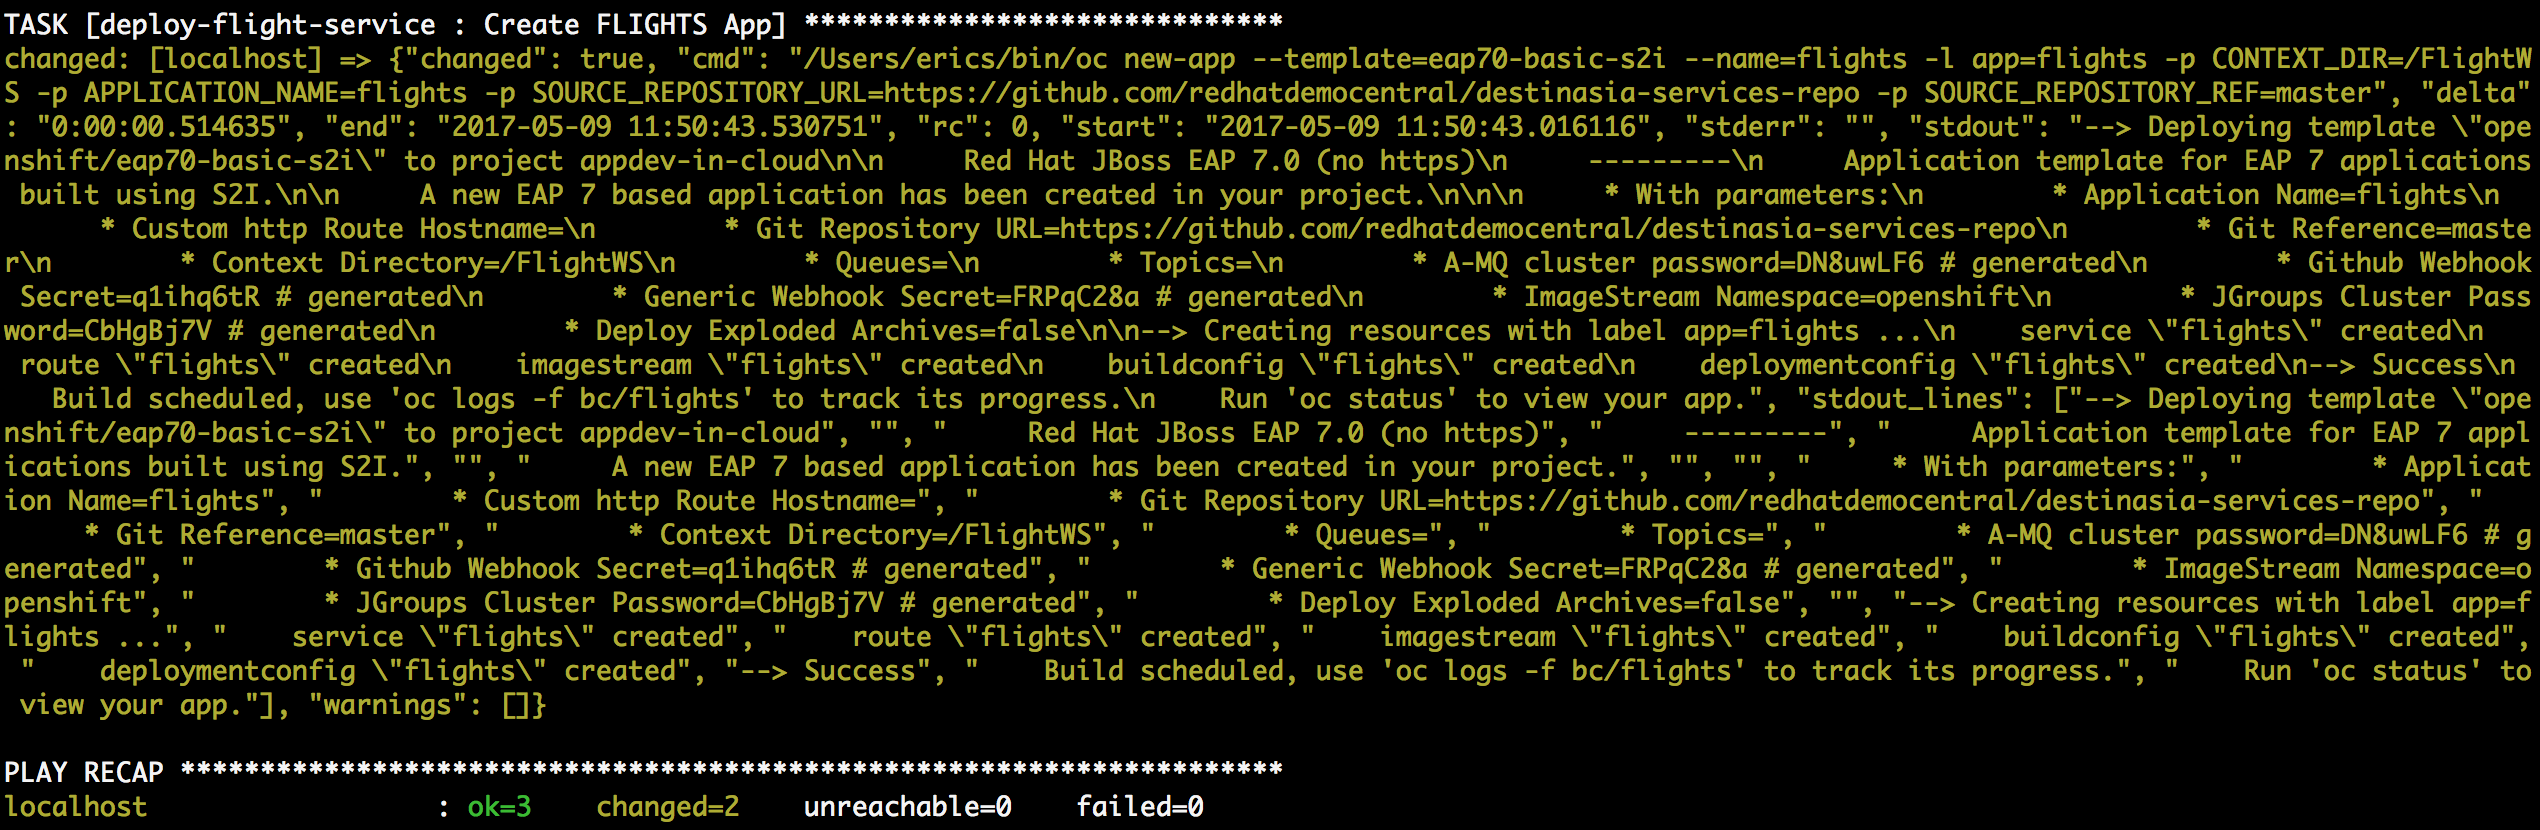 TASK [deploy-flight-service : Create FLIGHTS App] ******************************
changed: [localhost] => {"changed": true, "cmd": "/Users/erics/bin/oc new-app --template=eap70-basic-s2i --name=flights -l app=flights -p CONTEXT_DIR=/FlightW
S -p APPLICATION_NAME=flights -p SOURCE_REPOSITORY_URL=https://github.com/redhatdemocentral/destinasia-services-repo -p SOURCE_REPOSITORY_REF=master", "delta"
: "0:00:00.514635", "end": "2017-05-09 11:50:43.530751", "rc": 0, "start": "2017-05-09 11:50:43.016116", "stderr": "", "stdout": "--> Deploying template \"ope
nshift/eap70-basic-s2i\" to project appdev-in-cloud\n\n     Red Hat JBoss EAP 7.0 (no https)\n     ---------\n     Application template for EAP 7 applications
 built using S2I.\n\n     A new EAP 7 based application has been created in your project.\n\n\n     * With parameters:\n        * Application Name=flights\n
      * Custom http Route Hostname=\n        * Git Repository URL=https://github.com/redhatdemocentral/destinasia-services-repo\n        * Git Reference=maste
r\n        * Context Directory=/FlightWS\n        * Queues=\n        * Topics=\n        * A-MQ cluster password=DN8uwLF6 # generated\n        * Github Webhook
 Secret=q1ihq6tR # generated\n        * Generic Webhook Secret=FRPqC28a # generated\n        * ImageStream Namespace=openshift\n        * JGroups Cluster Pass
word=CbHgBj7V # generated\n        * Deploy Exploded Archives=false\n\n--> Creating resources with label app=flights ...\n    service \"flights\" created\n
 route \"flights\" created\n    imagestream \"flights\" created\n    buildconfig \"flights\" created\n    deploymentconfig \"flights\" created\n--> Success\n
   Build scheduled, use 'oc logs -f bc/flights' to track its progress.\n    Run 'oc status' to view your app.", "stdout_lines": ["--> Deploying template \"ope
nshift/eap70-basic-s2i\" to project appdev-in-cloud", "", "     Red Hat JBoss EAP 7.0 (no https)", "     ---------", "     Application template for EAP 7 appl
ications built using S2I.", "", "     A new EAP 7 based application has been created in your project.", "", "", "     * With parameters:", "        * Applicat
ion Name=flights", "        * Custom http Route Hostname=", "        * Git Repository URL=https://github.com/redhatdemocentral/destinasia-services-repo", "
     * Git Reference=master", "        * Context Directory=/FlightWS", "        * Queues=", "        * Topics=", "        * A-MQ cluster password=DN8uwLF6 # g
enerated", "        * Github Webhook Secret=q1ihq6tR # generated", "        * Generic Webhook Secret=FRPqC28a # generated", "        * ImageStream Namespace=o
penshift", "        * JGroups Cluster Password=CbHgBj7V # generated", "        * Deploy Exploded Archives=false", "", "--> Creating resources with label app=f
lights ...", "    service \"flights\" created", "    route \"flights\" created", "    imagestream \"flights\" created", "    buildconfig \"flights\" created",
 "    deploymentconfig \"flights\" created", "--> Success", "    Build scheduled, use 'oc logs -f bc/flights' to track its progress.", "    Run 'oc status' to
 view your app."], "warnings": []}
PLAY RECAP *********************************************************************
localhost                  : ok=3    changed=2    unreachable=0    failed=0